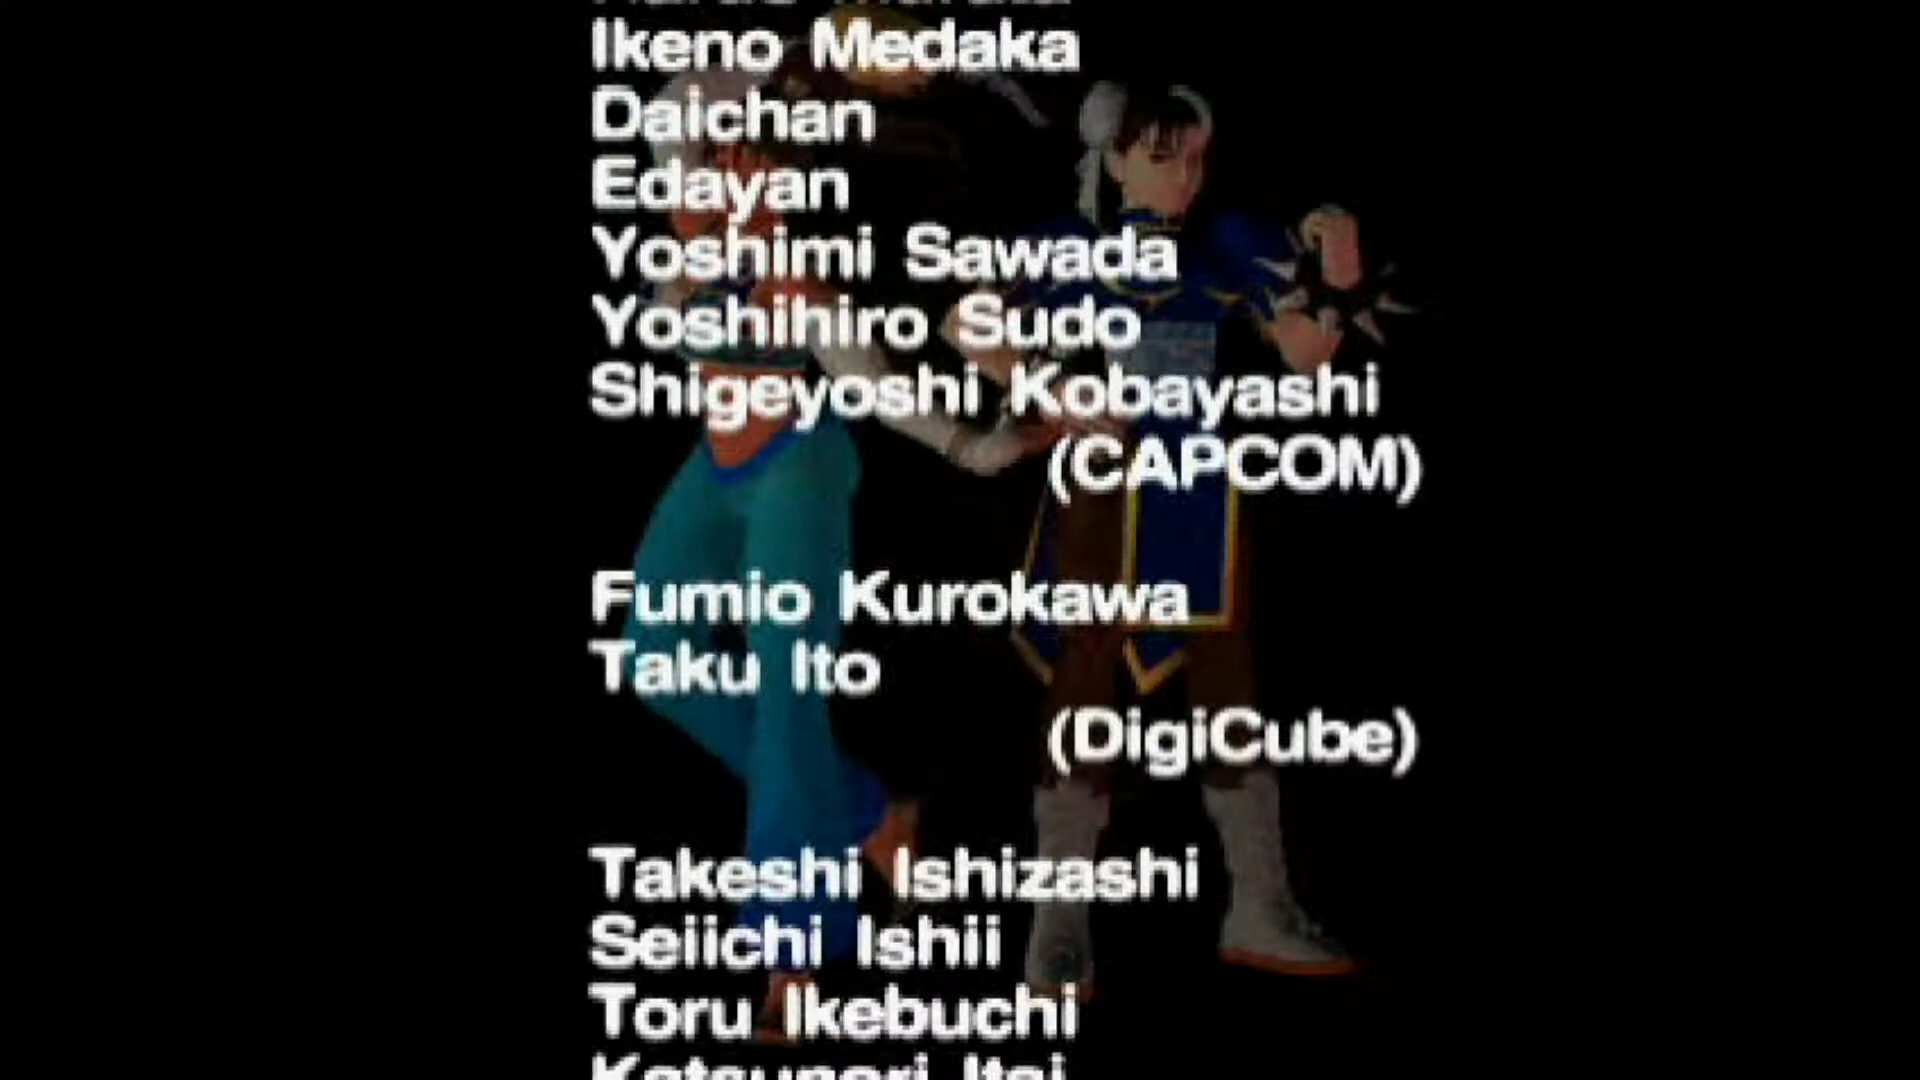 Ikeno Medaka
Daichan
Edayan
Yoshimi Sawada
Yoshihiro Sudo
Shigeyoshi Kobayashi
(CAPCOM)
Fumio Kurokawa
Taku Ito
(DigiCube)
Takeshi Ishizashi
Seiichi Ishii
Toru Ikebuchi